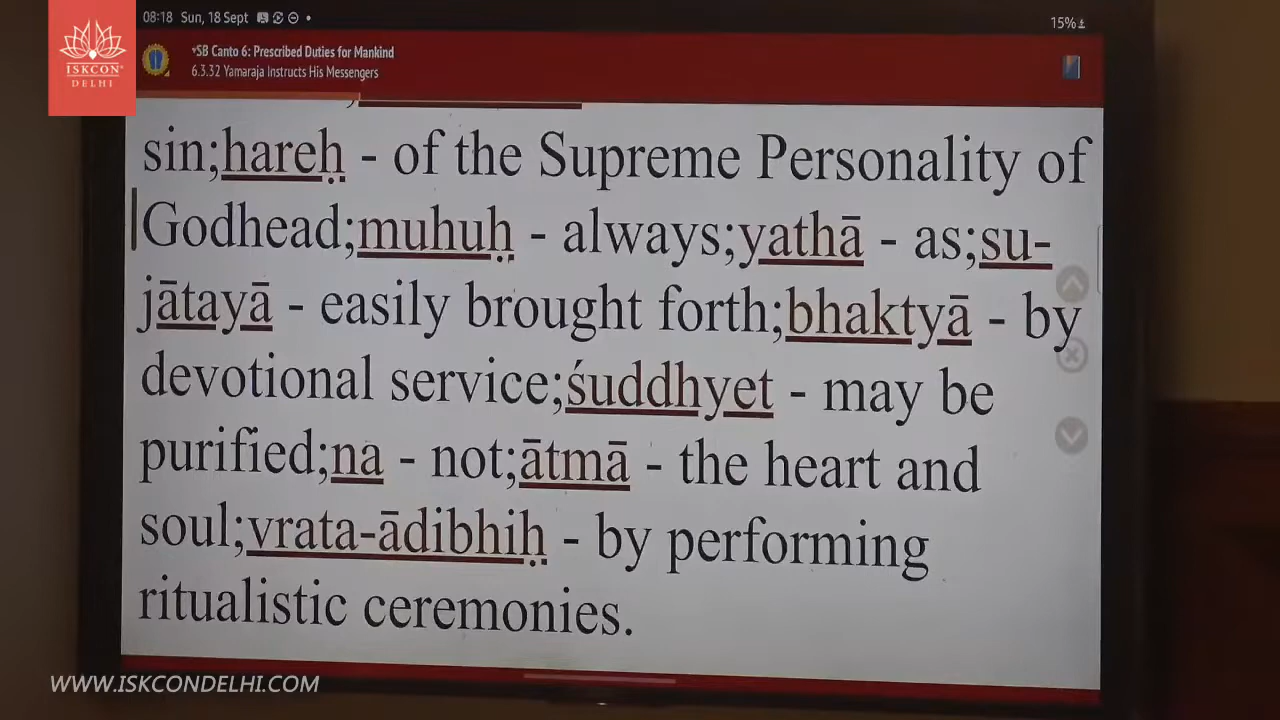 08:18 Sun, 18 Sept
15%
ISKCON
DELHI
*SB Canto 6: Prescribed Duties for Mankind
6.3.32 Yamaraja Instructs His Messengers
sin;hareḥ - of the Supreme Personality of
Godhead;muhuḥ - always;yathā - as;su-
jātayā - easily brought forth;bhaktyā - by
devotional service;śuddhyet - may be
purified;na - not;ātmā - the heart and
soul;vrata-ādibhiḥ - by performing
ritualistic ceremonies.
WWW.ISKCONDELHI.COM